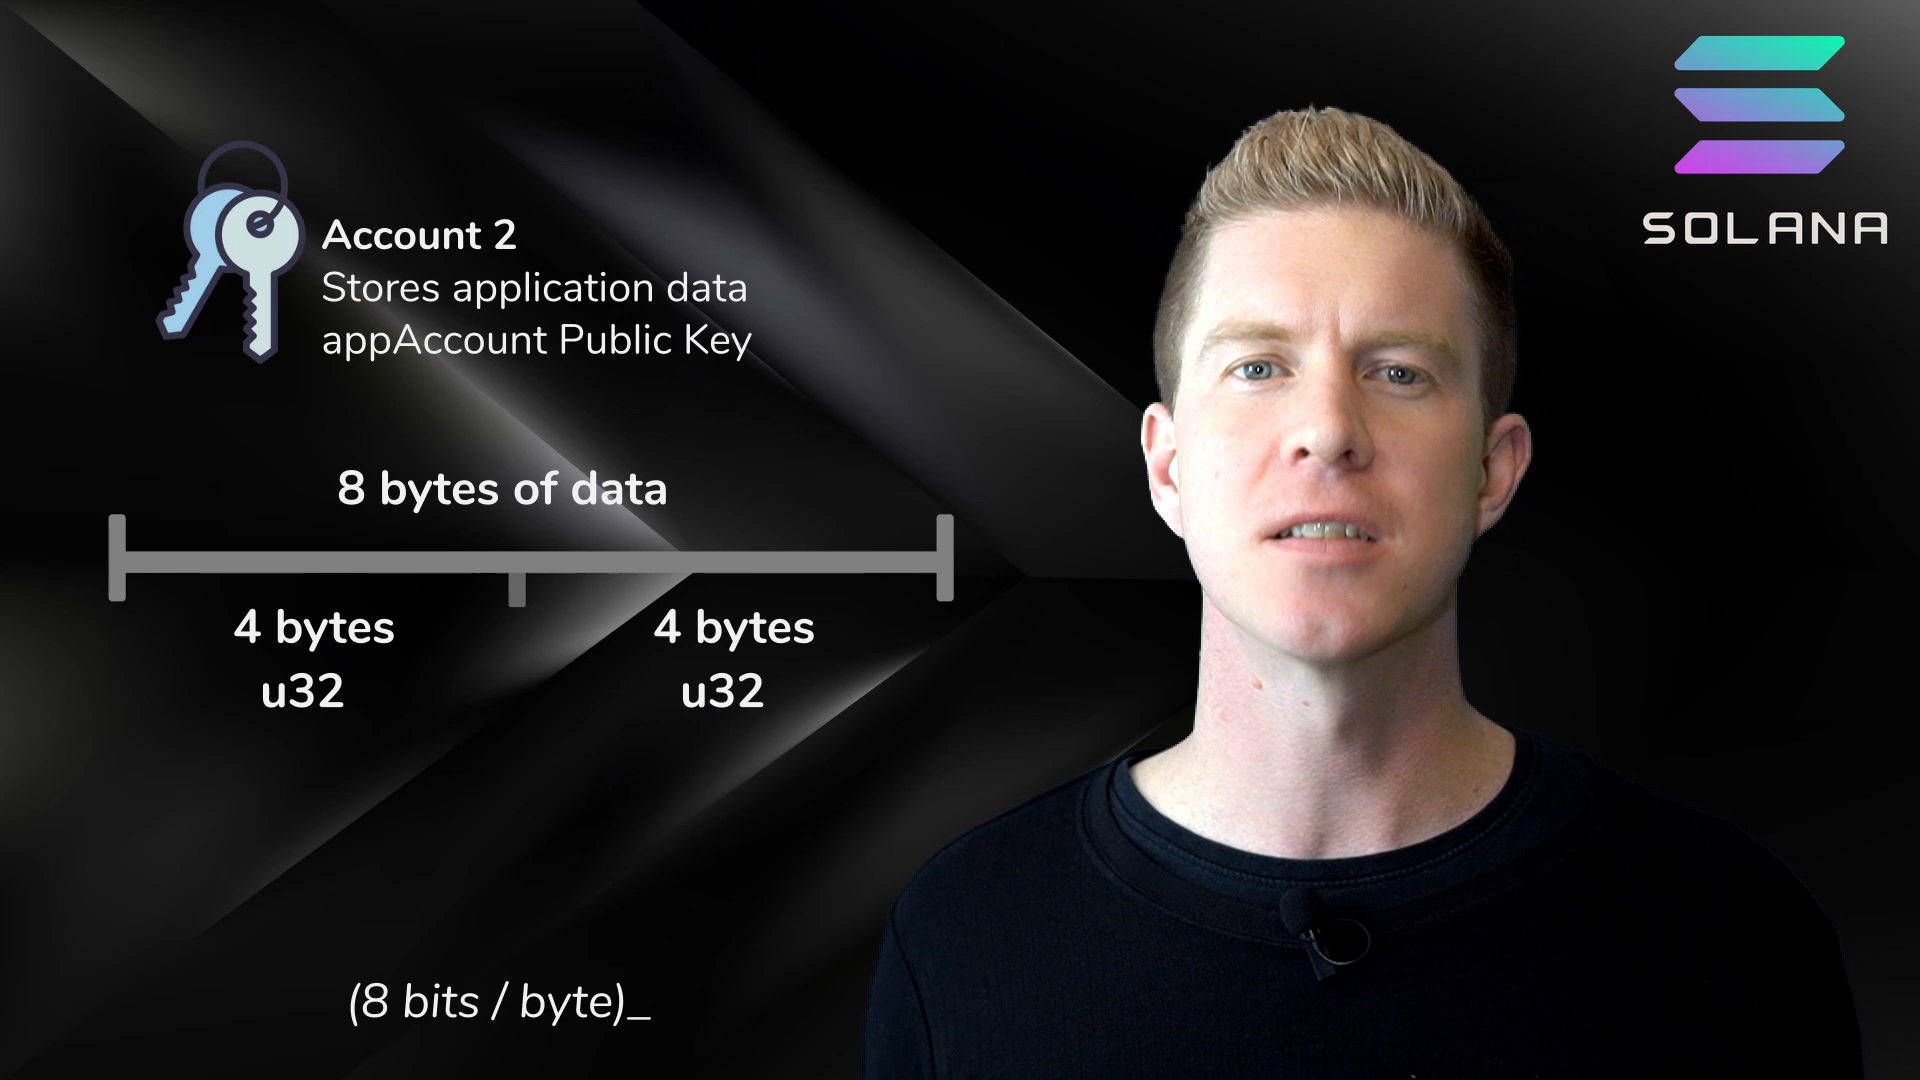 SOLANA
Account 2
Stores application data
appAccount Public Key
8 bytes of data
4 bytes
u32
4 bytes
u32
(8 bits / byte)_